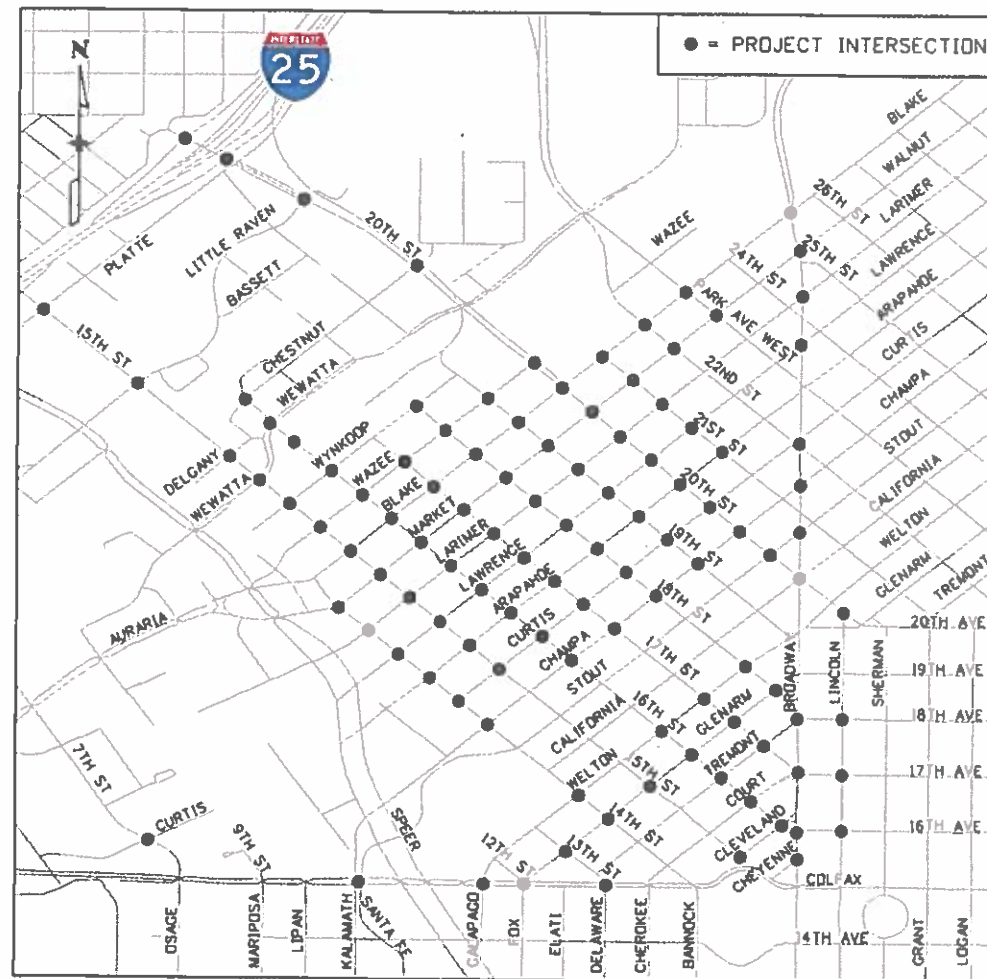 ● = PROJECT INTERSECTION
N
INTERSTATE
25
BLAKE
WALNUT
LARIMER
LAWRENCE
ARAPAHOE
CURTIS
CHAMPA
STOUT
CALIFORNIA
WELTON
GLENARM
TREMONT
26TH ST
25TH ST
24TH ST
PARK AVE WEST
22ND ST
21ST ST
20TH ST
19TH ST
18TH ST
17TH ST
16TH ST
15TH ST
14TH ST
13TH ST
12TH ST
WAZEE
20TH ST
LITTLE RAVEN
PLATTE
BASSETT
15TH ST
CHESTNUT
WEWATTA
DELGANY
WEWATTA
WYNKOOP
WAZEE
BLAKE
MARKET
LARIMER
LAWRENCE
ARAPAHOE
CURTIS
CHAMPA
STOUT
CALIFORNIA
WELTON
GLENARM
TREMONT
COURT
CLEVELAND
CHEYENNE
AURARIA
7TH ST
CURTIS
9TH ST
SPEER
BROADWAY
LINCOLN
SHERMAN
20TH AVE
19TH AVE
18TH AVE
17TH AVE
16TH AVE
COLFAX
14TH AVE
OSAGE
MARIPOSA
LIPAN
KALAMATH
SANTA FE
FOX
ELATI
DELAWARE
CHEROKEE
BANNOCK
GRANT
LOGAN